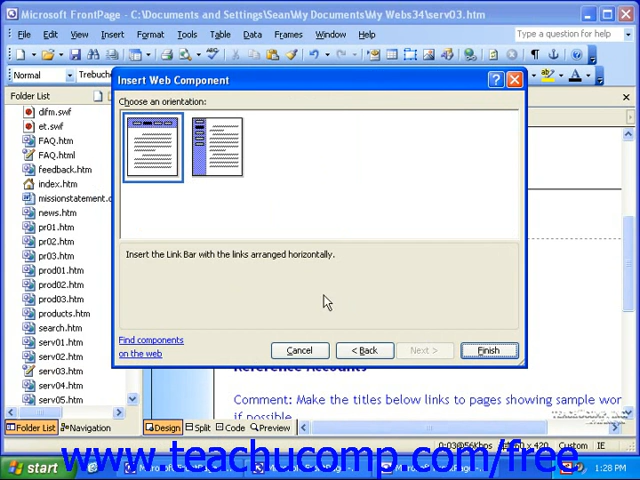 Microsoft FrontPage - C:\Documents and Settings\Sean\My Documents\My Webs34\serv03.htm
File Edit View Insert Format Tools Table Data Frames Window Help
Type a question for help
Normal
Folder List
difm.swf
et.swf
FAQ.htm
FAQ.html
feedback.htm
index.htm
missionstatement.
news.htm
pr01.htm
pr02.htm
pr03.htm
prod01.htm
prod02.htm
prod03.htm
products.htm
search.htm
serv01.htm
serv02.htm
serv03.htm
serv04.htm
serv05.htm
Insert Web Component
Choose an orientation:
Insert the Link Bar with the links arranged horizontally.
Find components
on the web
Cancel
< Back
Next >
Finish
Comment: Make the titles below links to pages showing sample wor
if possible
Folder List Navigation
Design Split Code Preview
Custom IE
www.teachucomp.com/free
start
1:28 PM